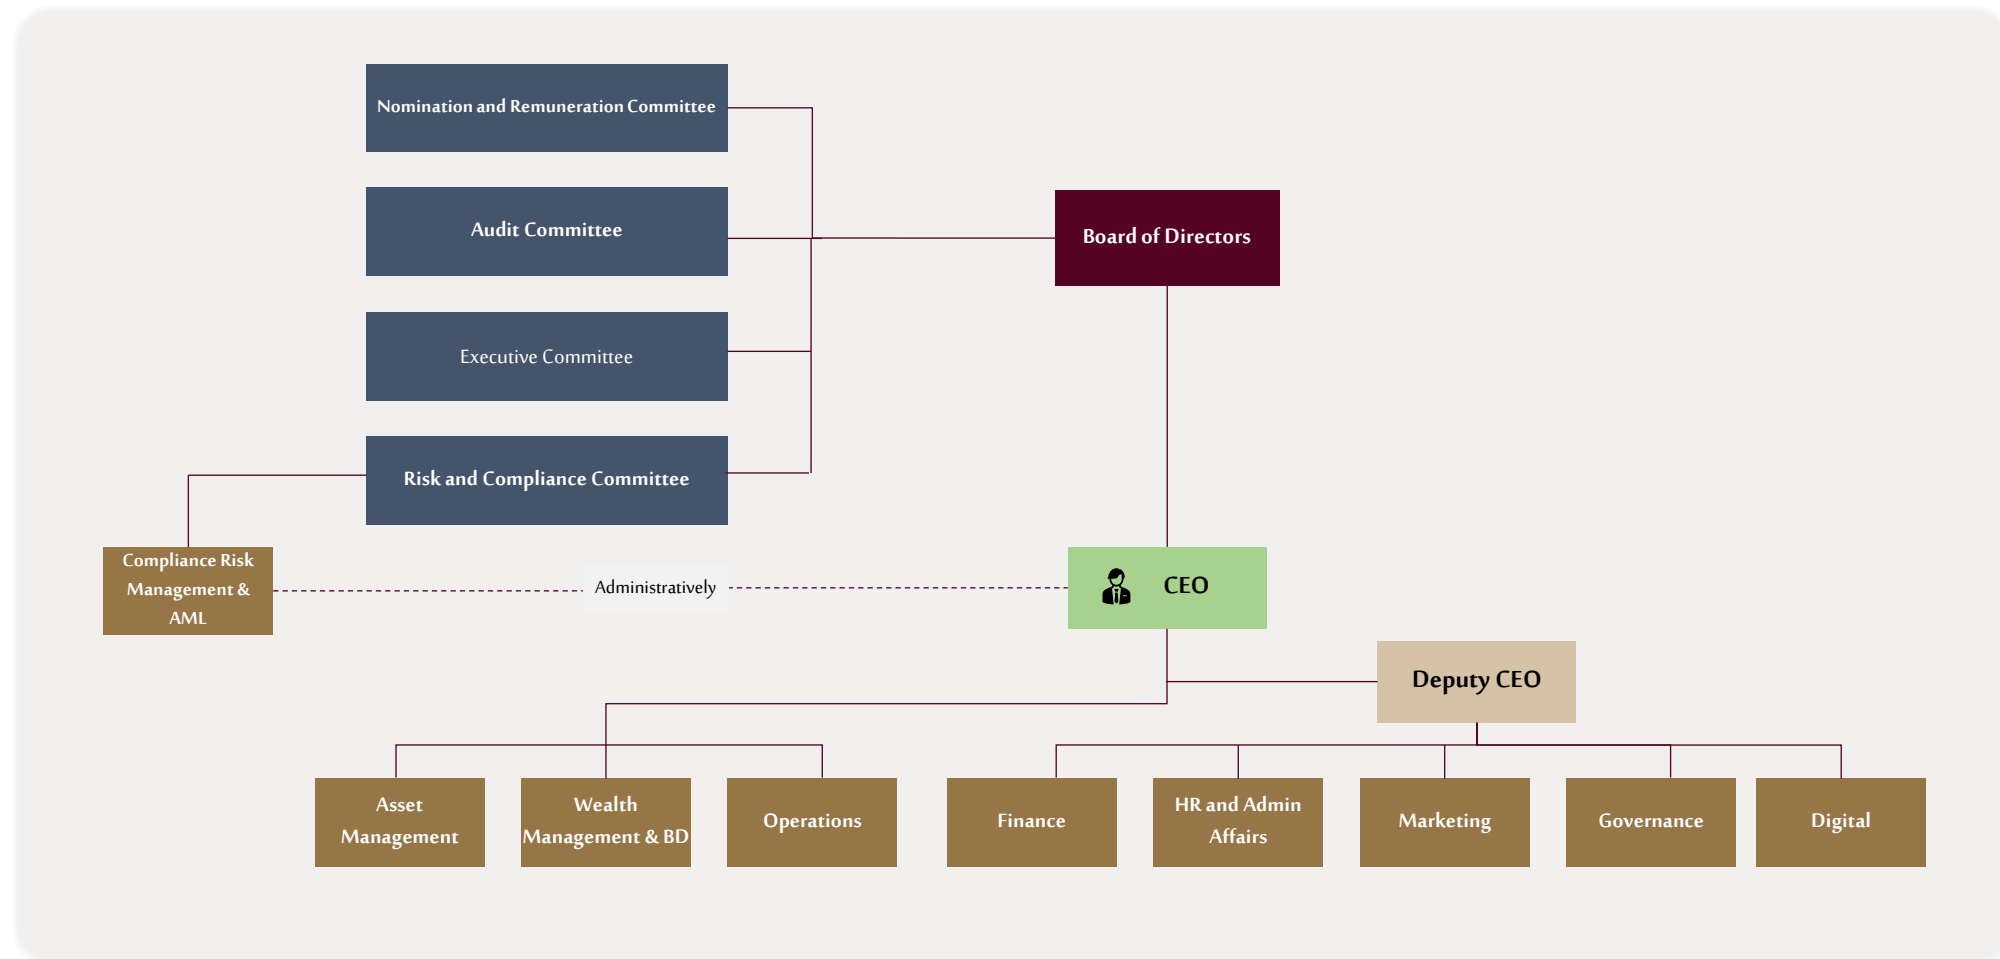 Nomination and Remuneration Committee
Audit Committee
Board of Directors
Executive Committee
Risk and Compliance Committee
Compliance Risk
Management &
AML
Administratively
CEO
Deputy CEO
Asset
Management
Wealth
Management & BD
Operations
Finance
HR and Admin
Affairs
Marketing
Governance
Digital